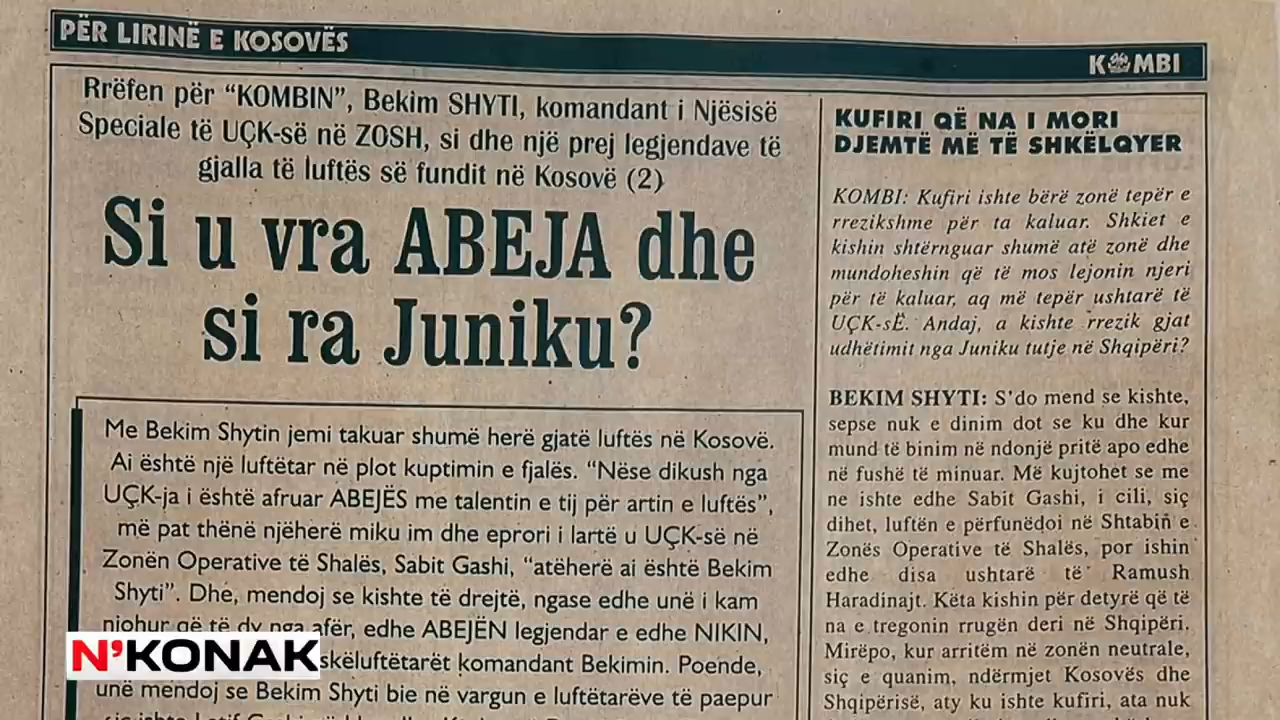 PËR LIRINË E KOSOVËS
KOMBI
Rrëfen për “KOMBIN”, Bekim SHYTI, komandant i Njësisë
Speciale të UÇK-së në ZOSH, si dhe një prej legjendave të
gjalla të luftës së fundit në Kosovë (2)
Si u vra ABEJA dhe
si ra Juniku?
Me Bekim Shytin jemi takuar shumë herë gjatë luftës në Kosovë.
Ai është një luftëtar në plot kuptimin e fjalës. “Nëse dikush nga
UÇK-ja i është afruar ABEJËS me talentin e tij për artin e luftës”,
më pat thënë njëherë miku im dhe eprori i lartë u UÇK-së në
Zonën Operative të Shalës, Sabit Gashi, “atëherë ai është Bekim
Shyti”. Dhe, mendoj se kishte të drejtë, ngase edhe unë i kam
njohur që të dy nga afër, edhe ABEJËN legjendar e edhe NIKIN,
skëluftëtarët komandant Bekimin. Poende,
unë mendoj se Bekim Shyti bie në vargun e luftëtarëve të paepur
KUFIRI QË NA I MORI
DJEMTË MË TË SHKËLQYER
KOMBI: Kufiri ishte bërë zonë tepër e
rrezikshme për ta kaluar. Shkiet e
kishin shtërnguar shumë atë zonë dhe
mundoheshin që të mos lejonin njeri
për të kaluar, aq më tepër ushtarë të
UÇK-sË. Andaj, a kishte rrezik gjat
udhëtimit nga Juniku tutje në Shqipëri?
BEKIM SHYTI: S’do mend se kishte,
sepse nuk e dinim dot se ku dhe kur
mund të binim në ndonjë pritë apo edhe
në fushë të minuar. Më kujtohet se me
ne ishte edhe Sabit Gashi, i cili, siç
dihet, luftën e përfunëdoi në Shtabin e
Zonës Operative të Shalës, por ishin
edhe disa ushtarë të Ramush
Haradinajt. Këta kishin për detyrë që të
na e tregonin rrugën deri në Shqipëri.
Mirëpo, kur arritëm në zonën neutrale,
siç e quanim, ndërmjet Kosovës dhe
Shqipërisë, aty ku ishte kufiri, ata nuk
N’KONAK